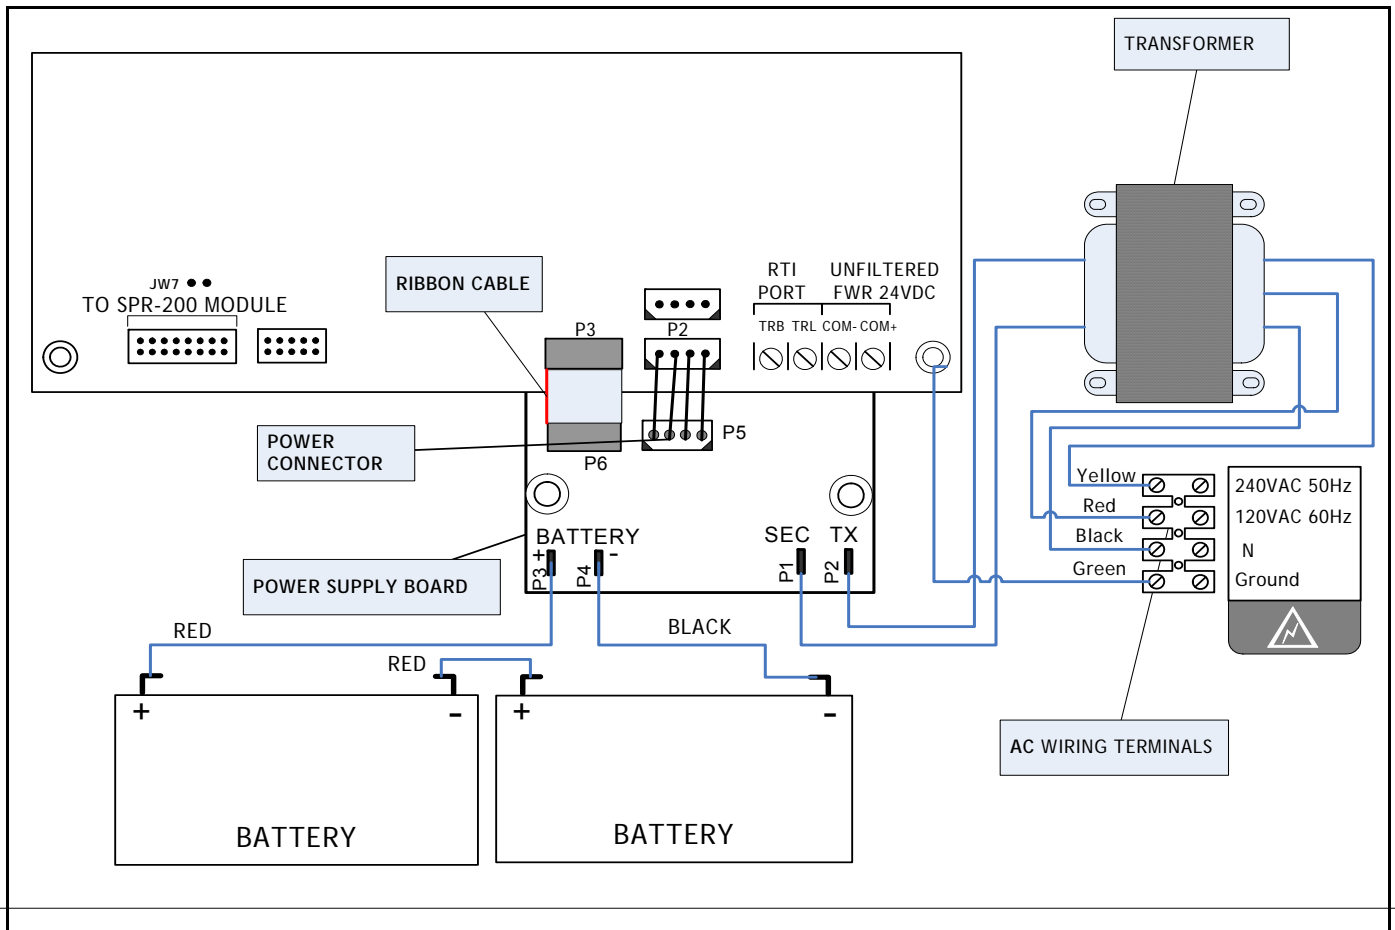 TRANSFORMER
RTI UNFILTERED
PORT FWR 24VDC
RIBBON CABLE
JW7
TO SPR-200 MODULE
TRB TRL COM- COM+
P3 P2
POWER
CONNECTOR
P5
P6
Yellow 240VAC 50Hz
Red 120VAC 60Hz
Black N
Green Ground
BATTERY SEC TX
+ -
P3 P4 P1 P2
POWER SUPPLY BOARD
RED BLACK
RED
+ - + -
AC WIRING TERMINALS
BATTERY BATTERY